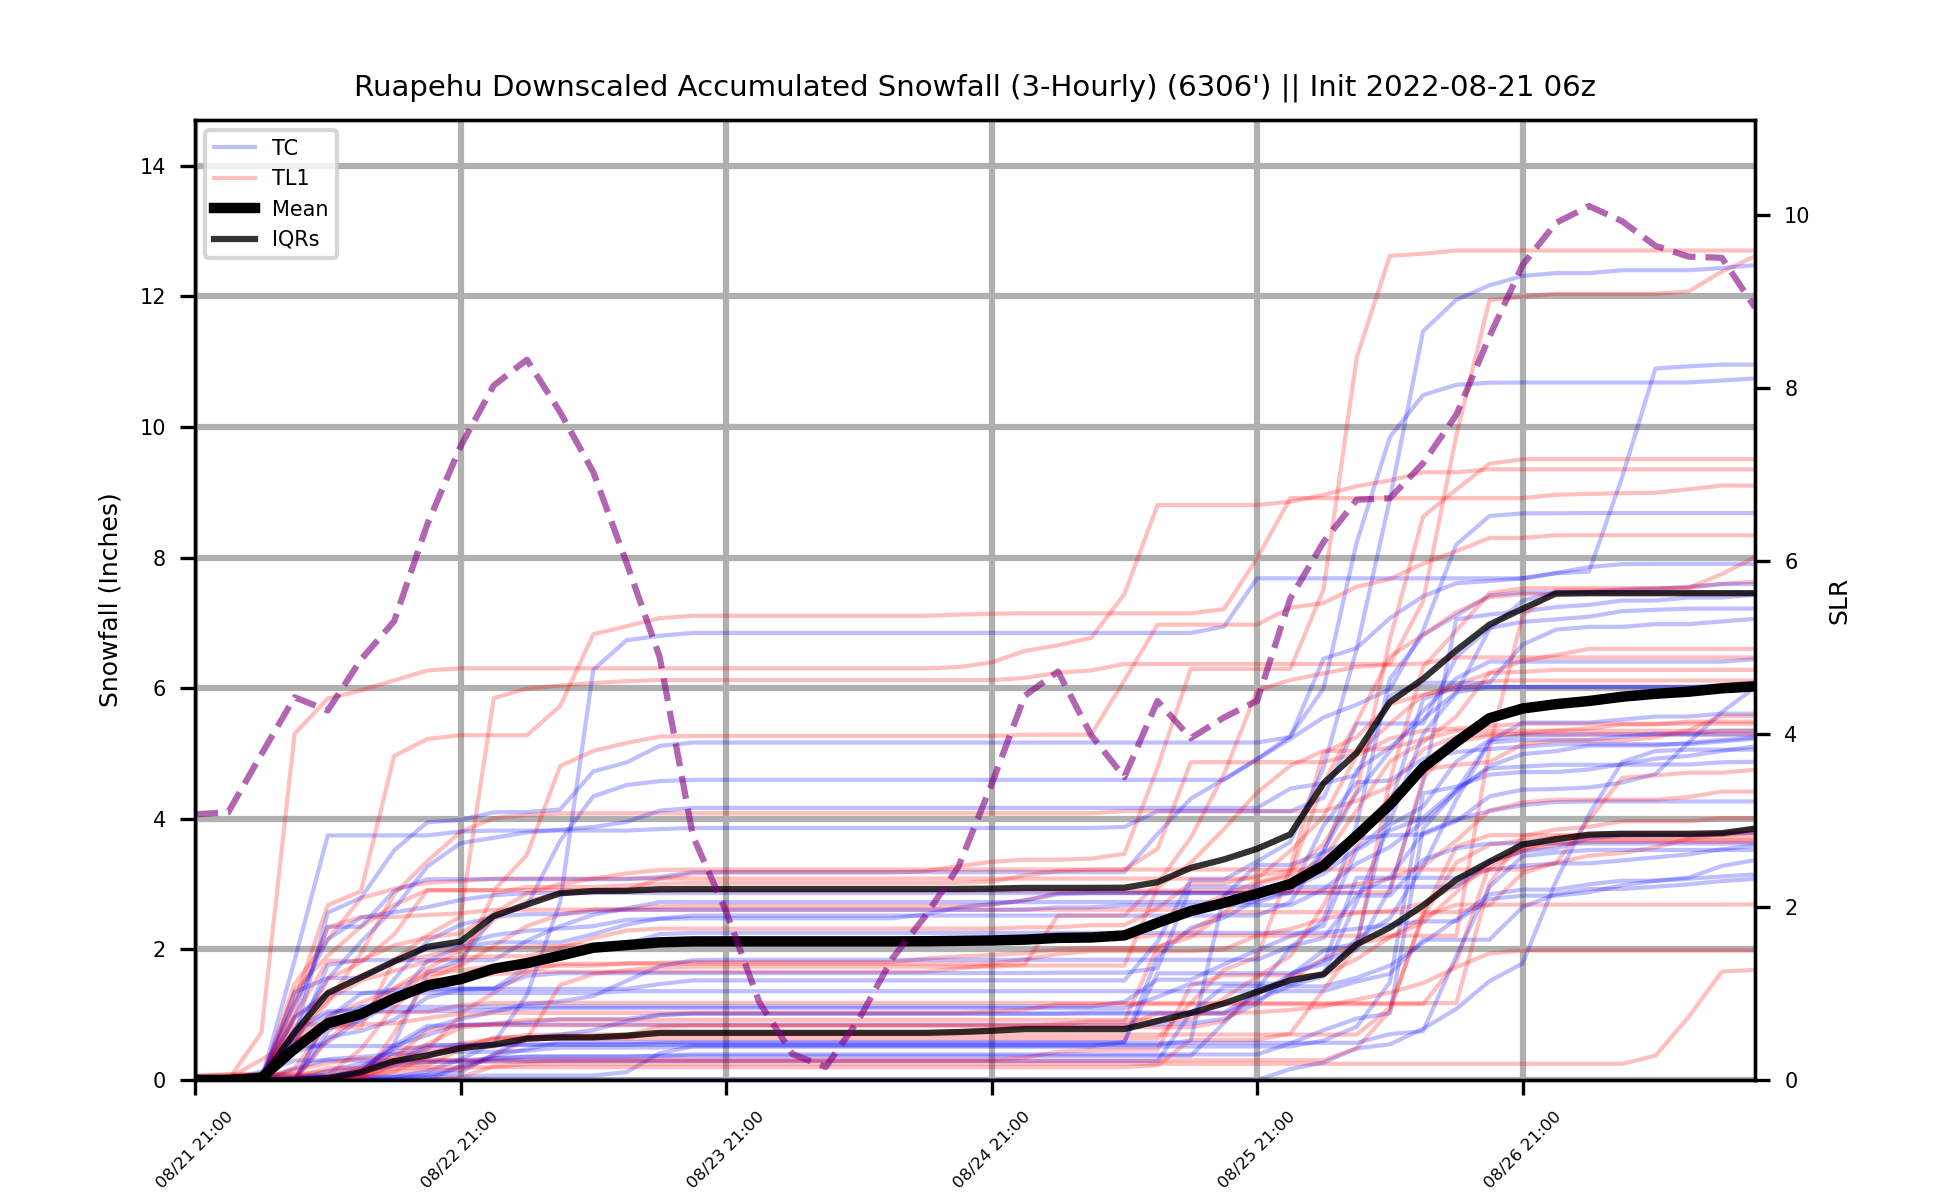 Ruapehu Downscaled Accumulated Snowfall (3-Hourly) (6306') || Init 2022-08-21 06z
TC
TL1
Mean
IQRs
14
12
10
8
6
4
2
0
Snowfall (Inches)
10
8
6
4
2
0
SLR
08/21 21:00
08/22 21:00
08/23 21:00
08/24 21:00
08/25 21:00
08/26 21:00